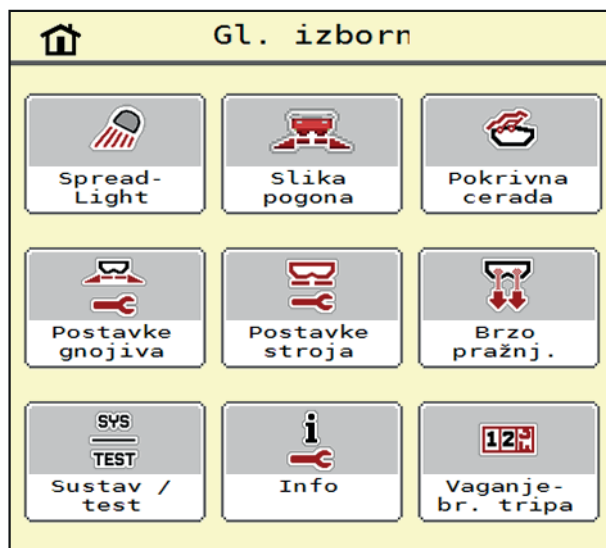 Gl. izborn
Spread-
Light
Slika
pogona
Pokrivna
cerada
Postavke
gnojiva
Postavke
stroja
Brzo
pražnj.
SYS
TEST
Sustav /
test
i
Info
12
Vaganje-
br. tripa